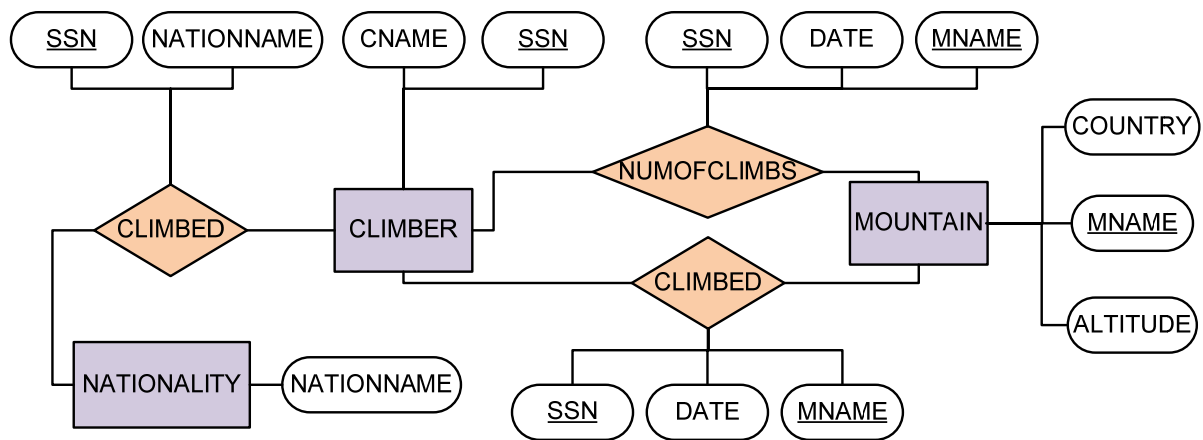 SSN
NATIONNAME
CNAME
SSN
SSN
DATE
MNAME
COUNTRY
NUMOFCLIMBS
CLIMBED
CLIMBER
MOUNTAIN
MNAME
CLIMBED
ALTITUDE
NATIONALITY
NATIONNAME
SSN
DATE
MNAME